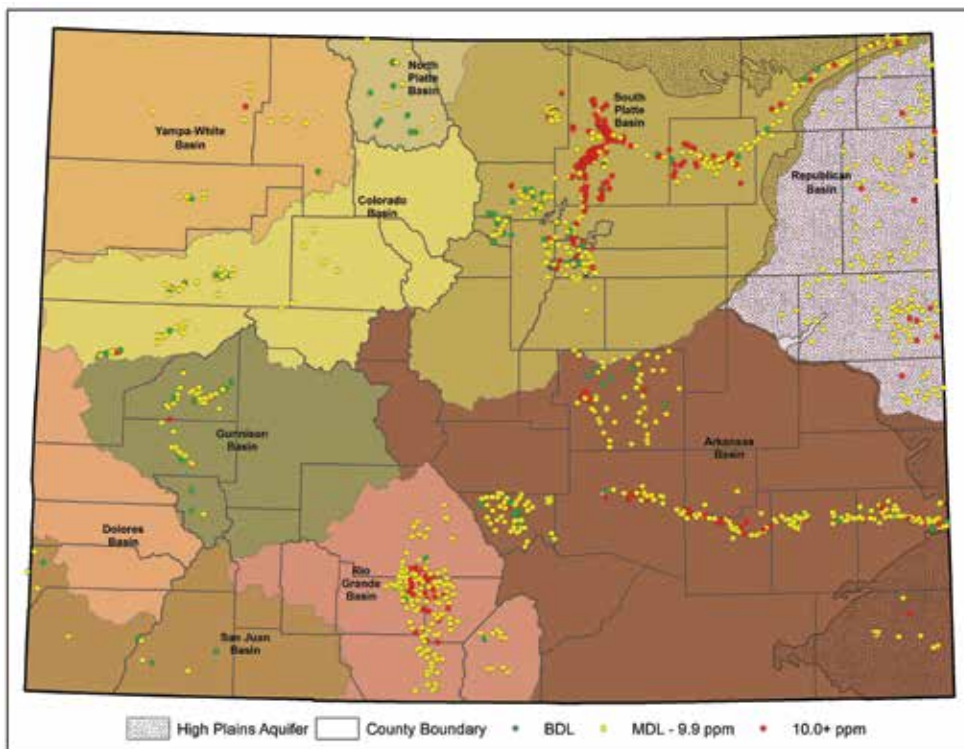 North
Platte
Basin
South
Platte
Basin
Yampa-White
Basin
Republican
Basin
Colorado
Basin
Gunnison
Basin
Arkansas
Basin
Dolores
Basin
Rio
Grande
Basin
San Juan
Basin
High Plains Aquifer
County Boundary
BDL
MDL - 9.9 ppm
10.0+ ppm